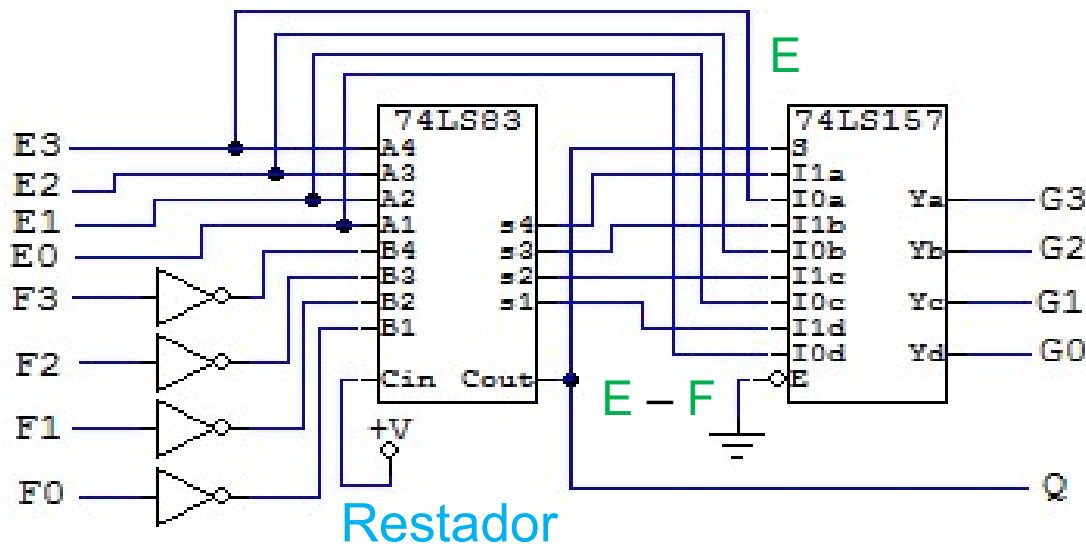 E
74LS83
74LS157
E3
A4
S
E2
A3
I1a
A2
I0a
Ya
G3
E1
A1
s4
I1b
E0
B4
s3
I0b
Yb
G2
F3
B3
s2
I1c
B2
s1
I0c
Yc
G1
B1
I1d
F2
I0d
Yd
G0
Cin
Cout
E
E – F
F1
+V
F0
Q
Restador